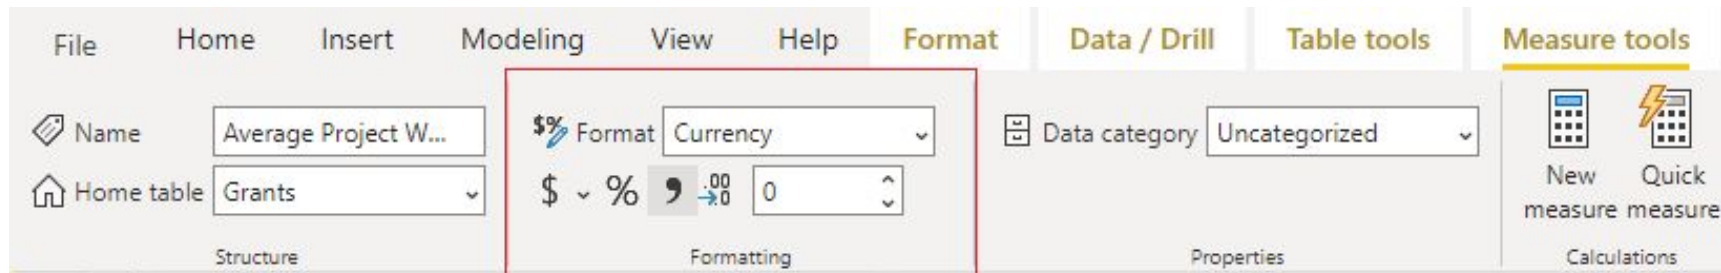 File Home Insert Modeling View Help Format Data / Drill Table tools Measure tools
Name Average Project W...
Home table Grants
Structure
$% Format Currency
$ % , .00 .0 0
Formatting
Data category Uncategorized
Properties
New measure
Quick measure
Calculations